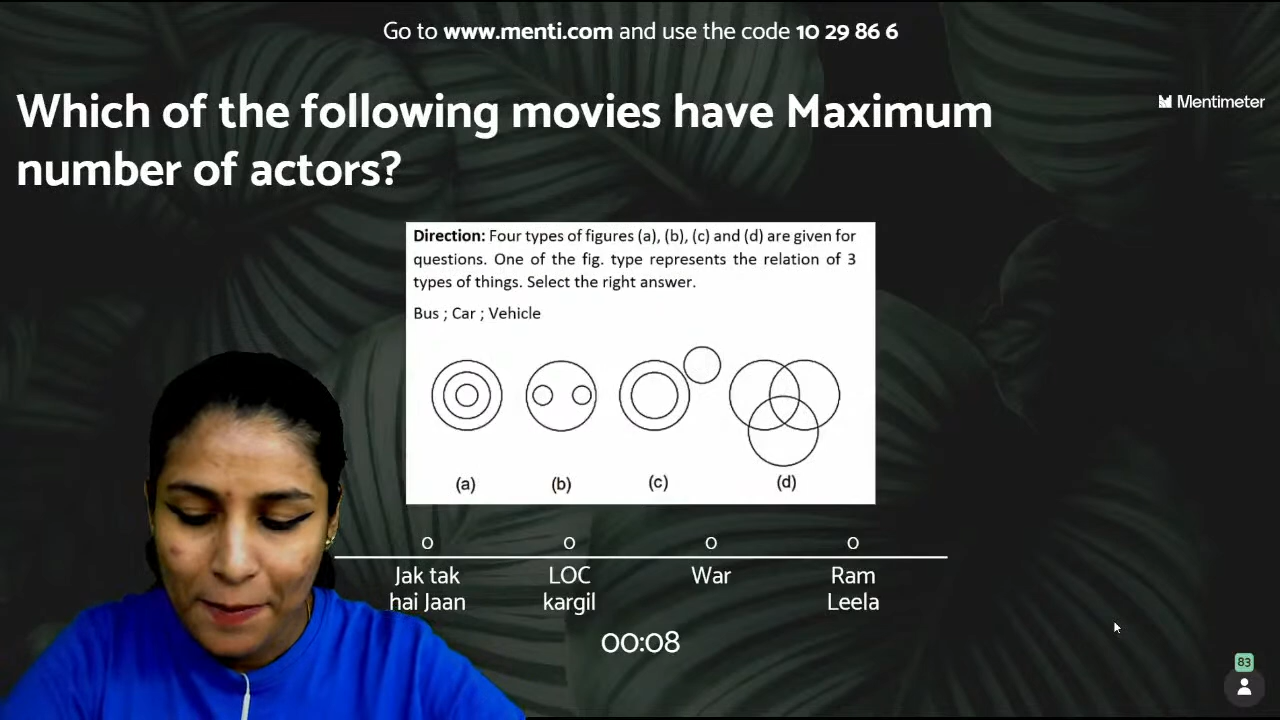 Go to www.menti.com and use the code 10 29 86 6
Which of the following movies have Maximum
number of actors?
Mentimeter
Direction: Four types of figures (a), (b), (c) and (d) are given for
questions. One of the fig. type represents the relation of 3
types of things. Select the right answer.
Bus ; Car ; Vehicle
(a) (b) (c) (d)
0 0 0 0
Jak tak
hai Jaan
LOC
kargil
War
Ram
Leela
00:08
83